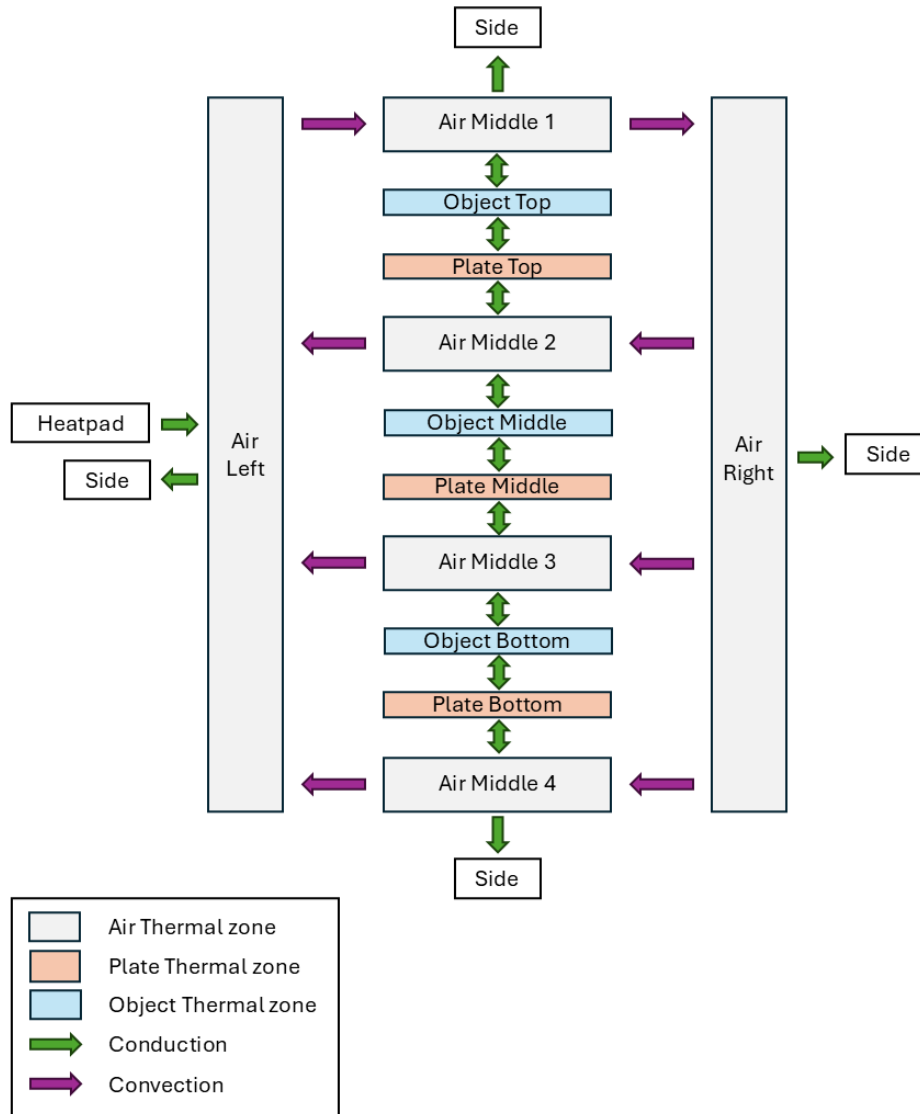 Side
Air Middle 1
Object Top
Plate Top
Air Middle 2
Heatpad
Object Middle
Air
Left
Air
Right
Side
Side
Plate Middle
Air Middle 3
Object Bottom
Plate Bottom
Air Middle 4
Side
Air Thermal zone
Plate Thermal zone
Object Thermal zone
Conduction
Convection